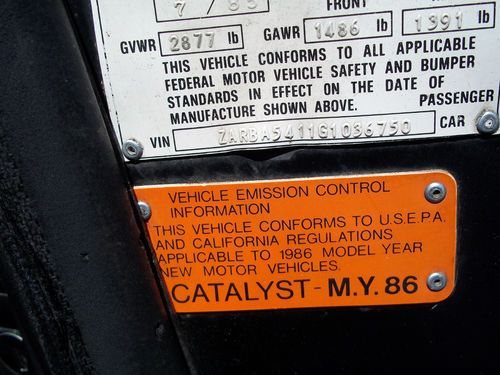 7 / 85 FRONT
GVWR 2877 lb GAWR 1486 lb 1391 lb
THIS VEHICLE CONFORMS TO ALL APPLICABLE
FEDERAL MOTOR VEHICLE SAFETY AND BUMPER
STANDARDS IN EFFECT ON THE DATE OF
MANUFACTURE SHOWN ABOVE. PASSENGER
VIN ZARBA5411G1036750 CAR
VEHICLE EMISSION CONTROL
INFORMATION
THIS VEHICLE CONFORMS TO U.S.E.P.A.
AND CALIFORNIA REGULATIONS
APPLICABLE TO 1986 MODEL YEAR
NEW MOTOR VEHICLES.
CATALYST - M.Y. 86